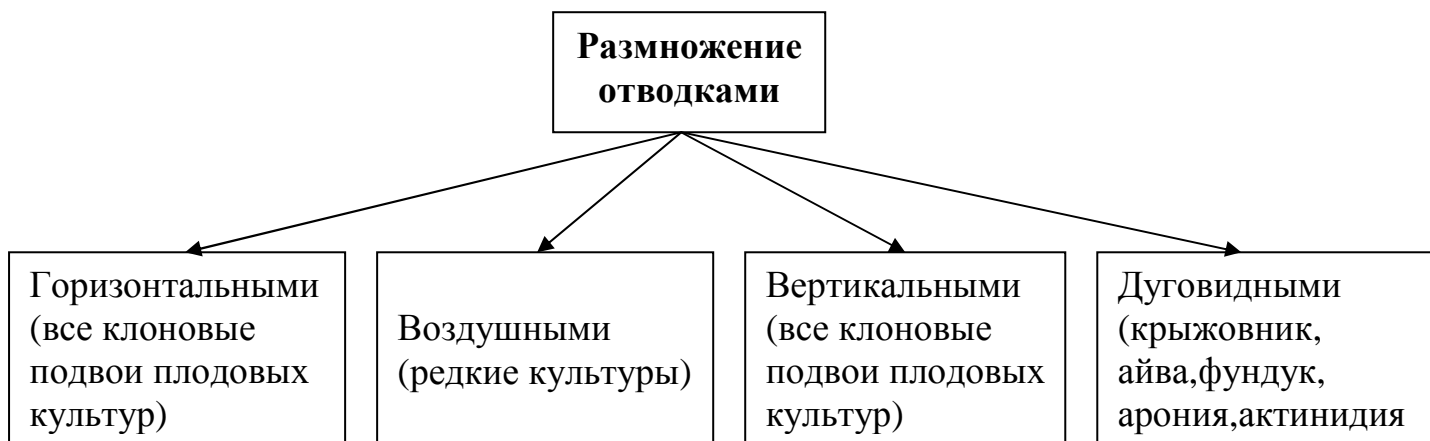 Размножение
отводками
Горизонтальными
(все клоновые
подвои плодовых
культур)
Воздушными
(редкие культуры)
Вертикальными
(все клоновые
подвои плодовых
культур)
Дуговидными
(крыжовник,
айва,фундук,
арония,актинидия